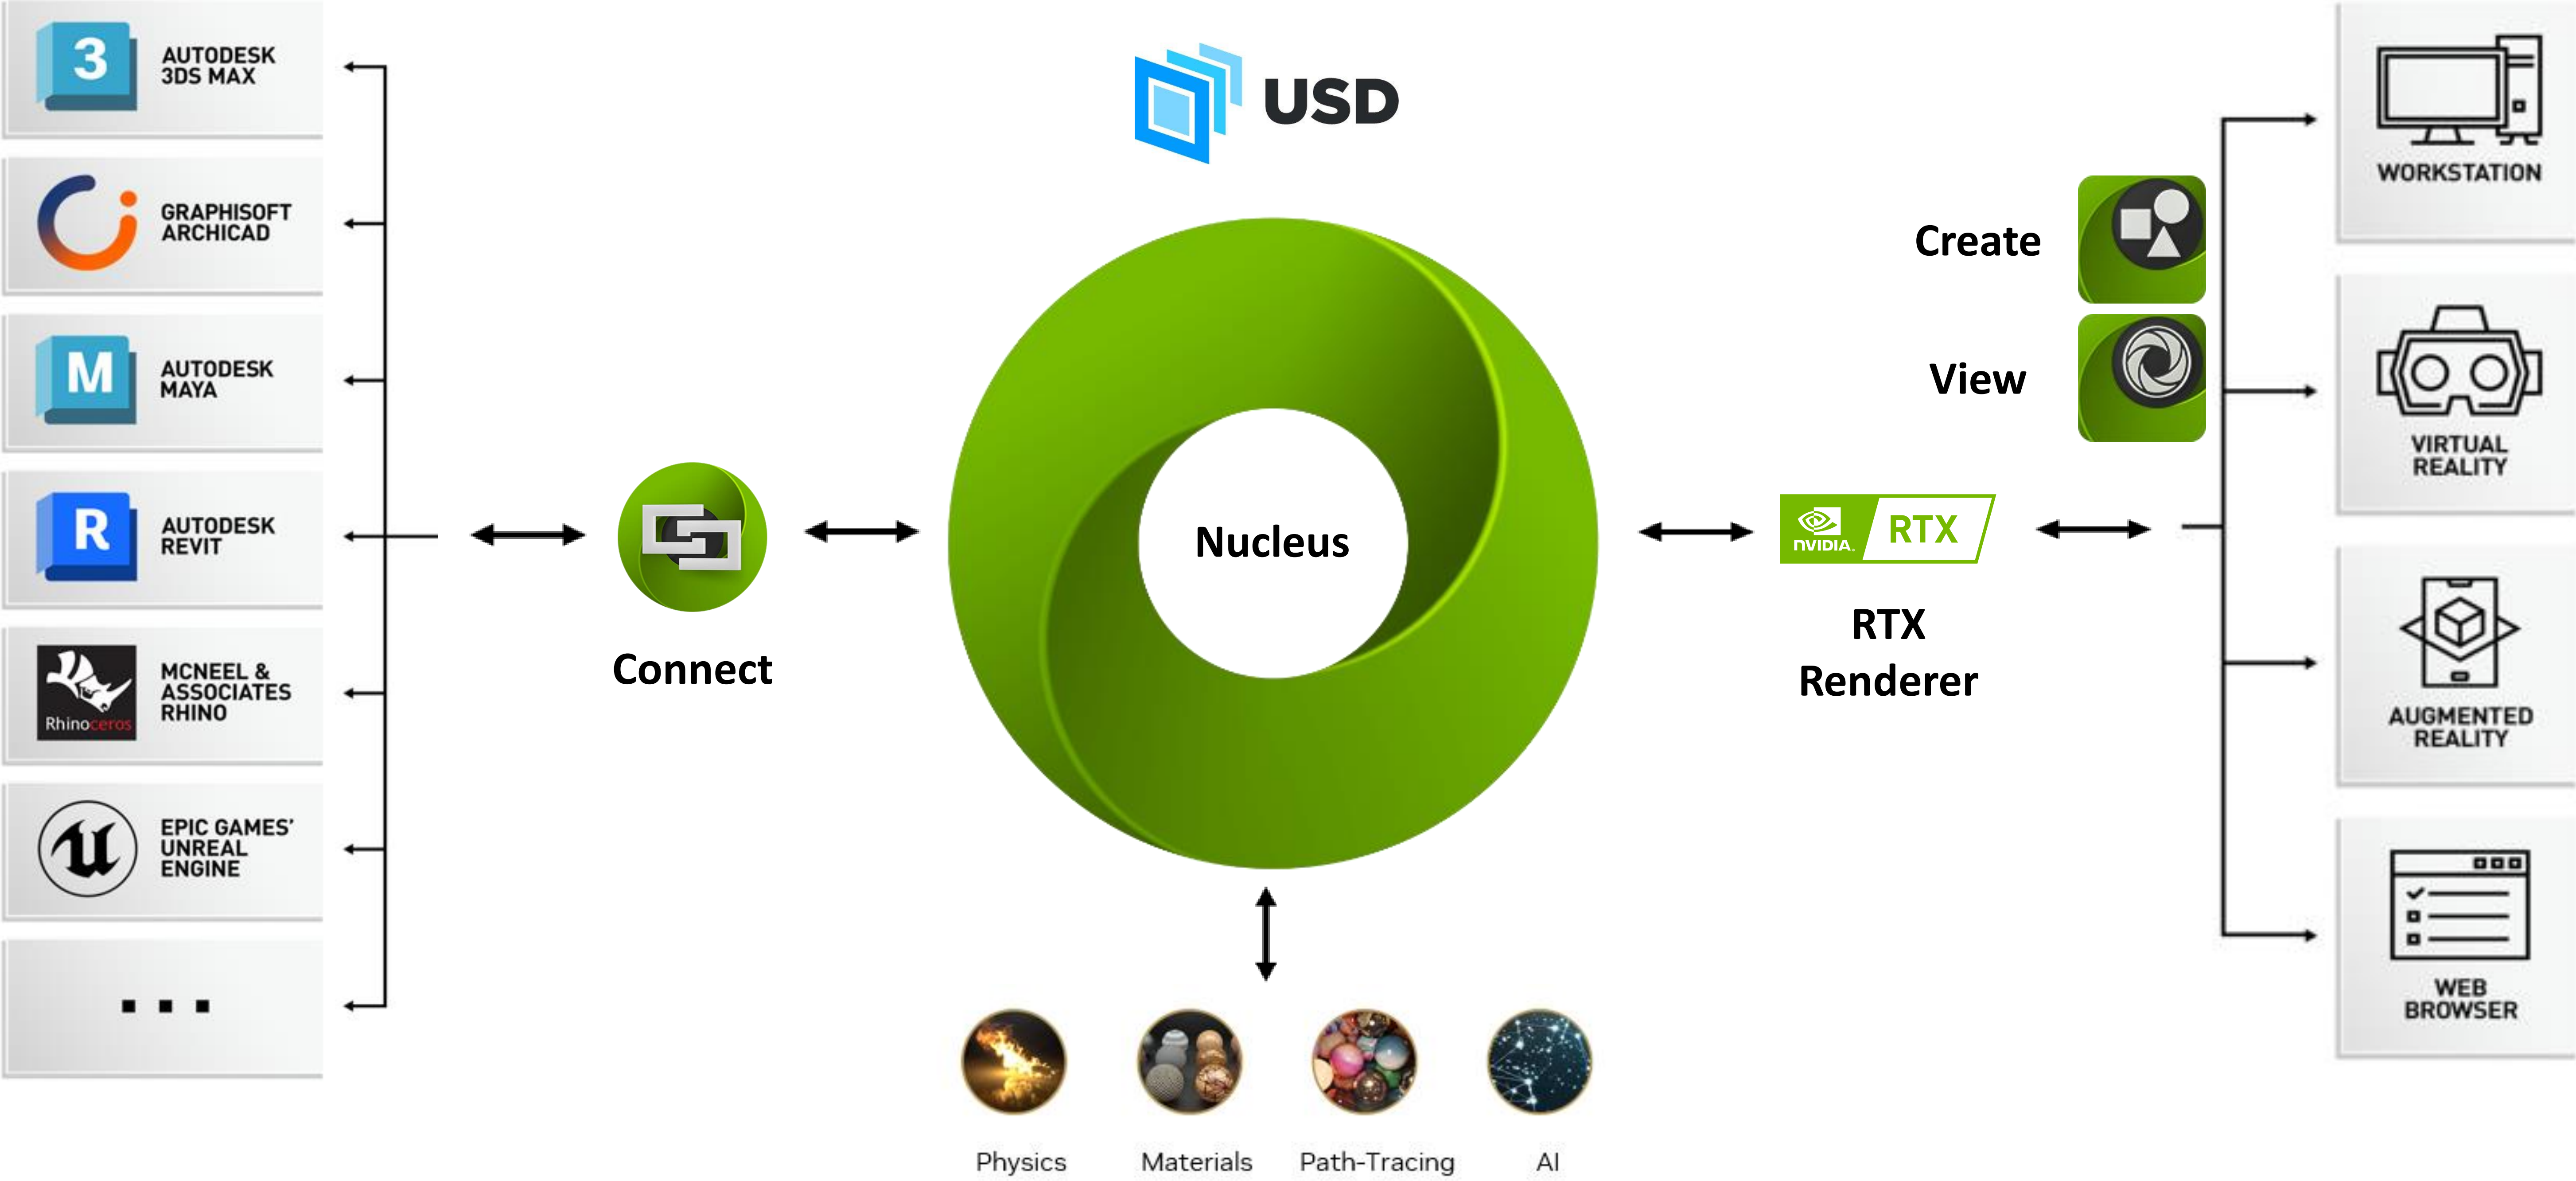 3
AUTODESK
3DS MAX
GRAPHISOFT
ARCHICAD
M
AUTODESK
MAYA
R
AUTODESK
REVIT
Rhinoceros
MCNEEL &
ASSOCIATES
RHINO
EPIC GAMES’
UNREAL
ENGINE
...
Connect
USD
Nucleus
Physics
Materials
Path-Tracing
AI
Create
View
NVIDIA.
RTX
RTX
Renderer
WORKSTATION
VIRTUAL
REALITY
AUGMENTED
REALITY
WEB
BROWSER